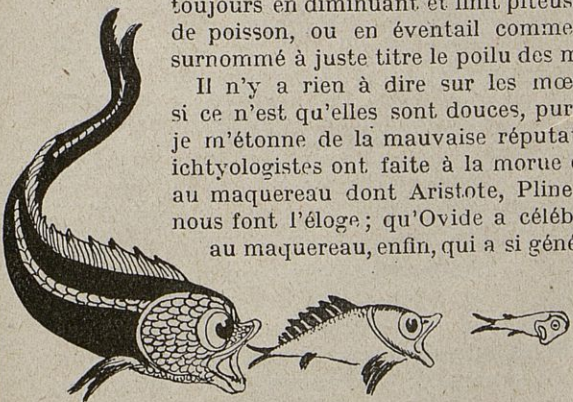 toujours en diminuant et finit piteus
de poisson, ou en éventail comme
surnommé à juste titre le poilu des m
Il n'y a rien à dire sur les mœ
si ce n'est qu'elles sont douces, pur
je m'étonne de la mauvaise réputa
ichtyologistes ont faite à la morue
au maquereau dont Aristote, Pline
nous font l'éloge ; qu'Ovide a céléb
au maquereau, enfin, qui a si géné